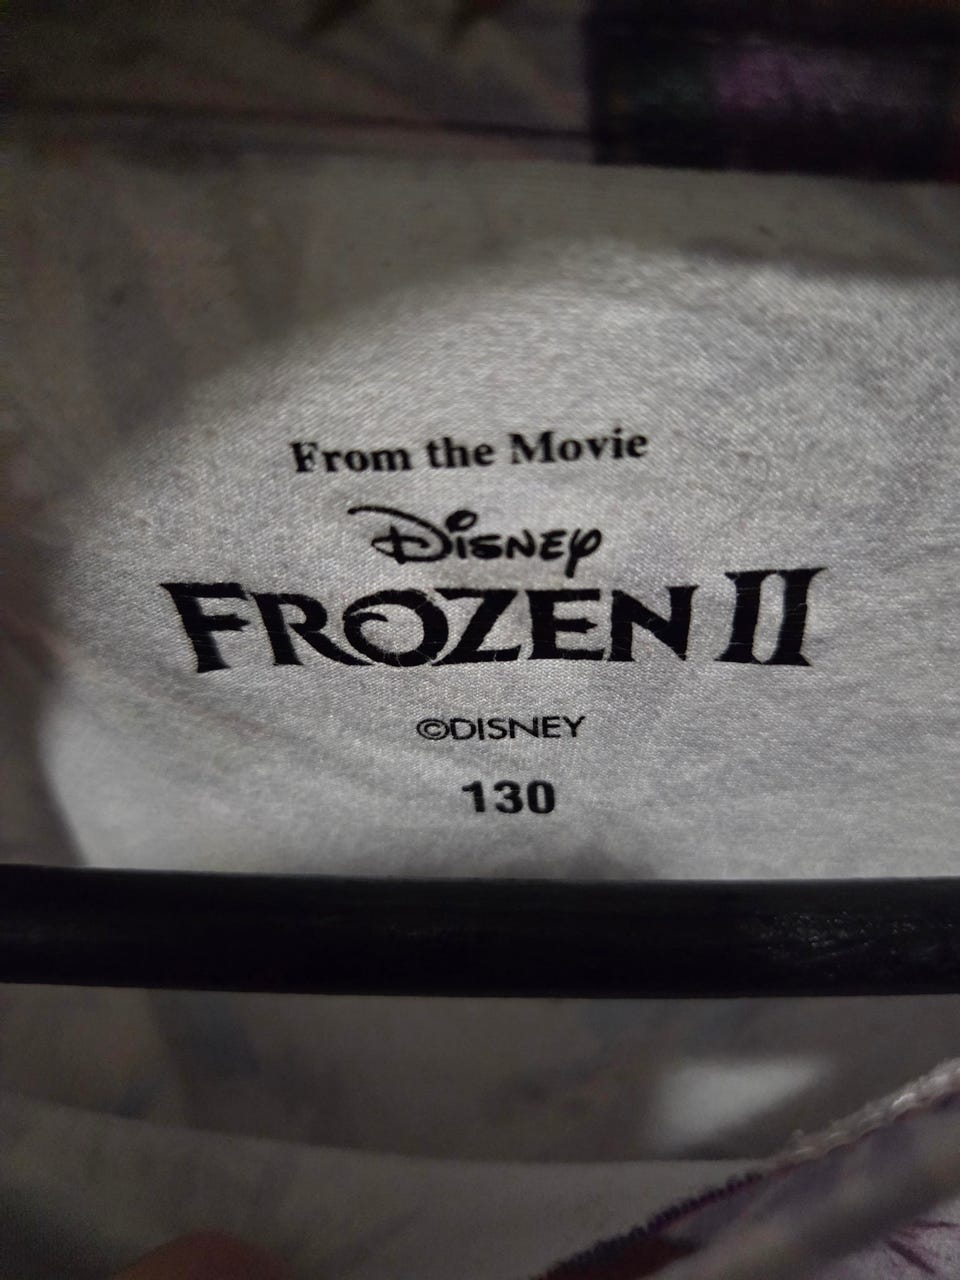 From the Movie
Disney
FROZEN II
©DISNEY
130